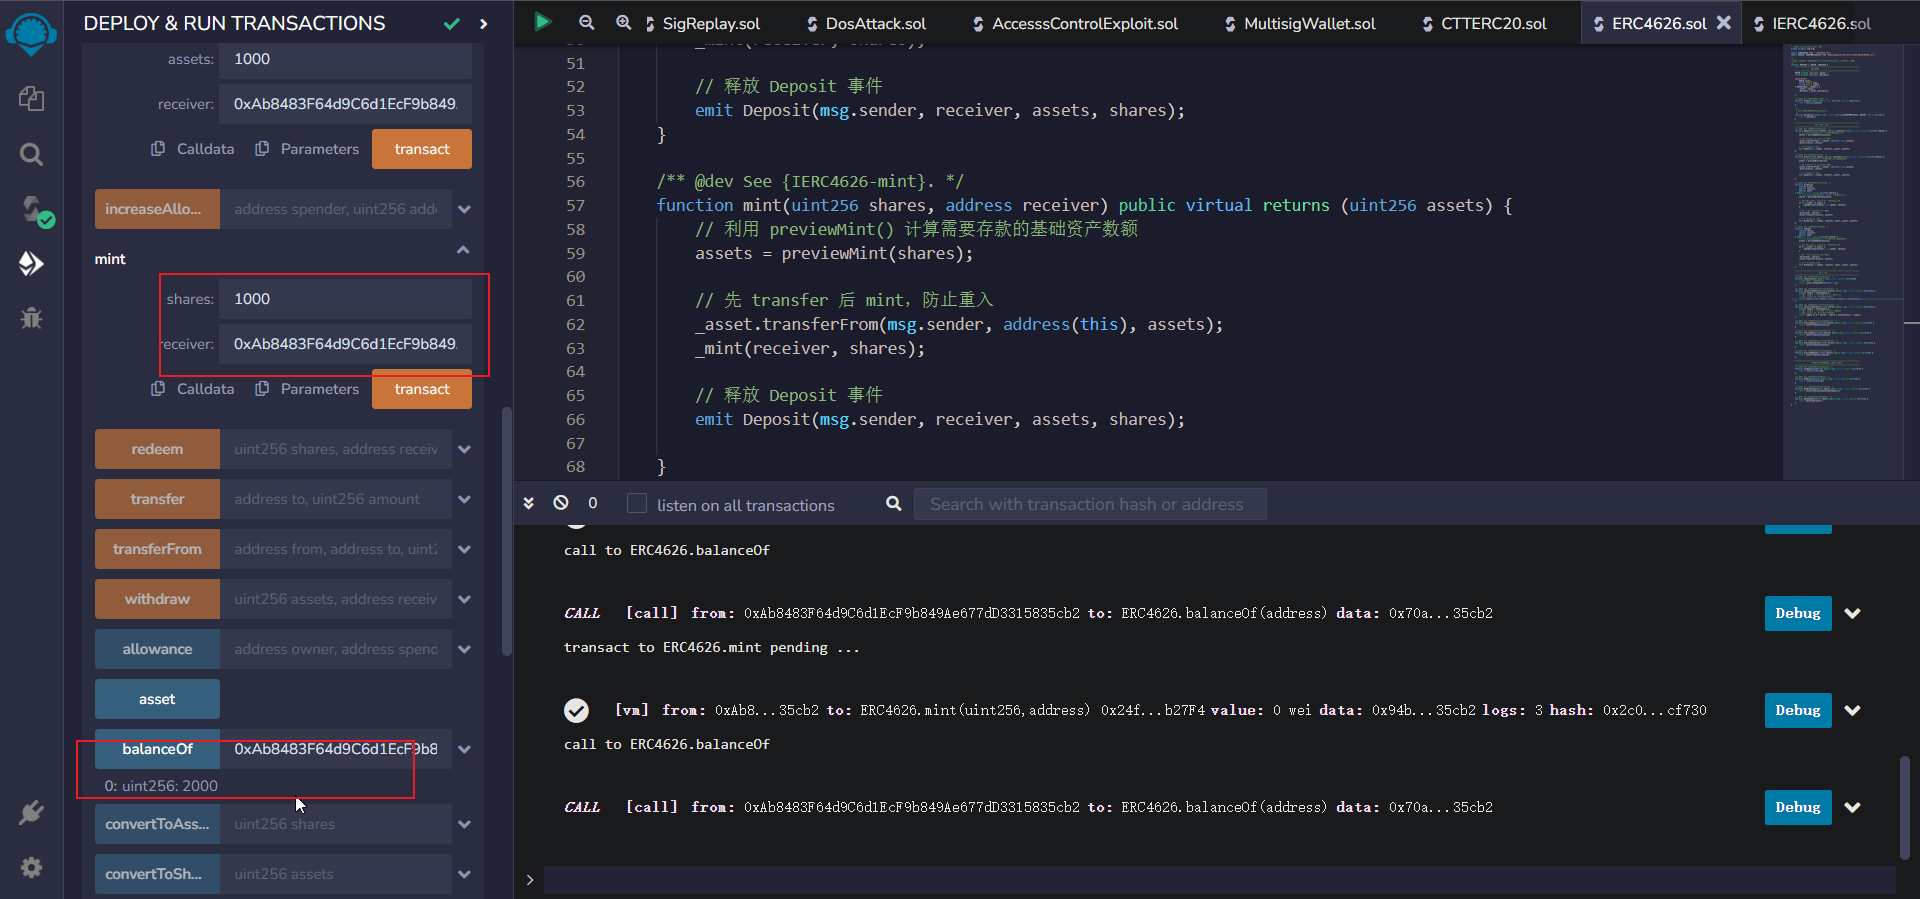 DEPLOY & RUN TRANSACTIONS
assets: 1000
receiver: 0xAb8483F64d9C6d1EcF9b849.
Calldata Parameters transact
increaseAllo... address spender, uint256 adde
mint
shares: 1000
receiver: 0xAb8483F64d9C6d1EcF9b849.
Calldata Parameters transact
redeem uint256 shares, address receiv
transfer address to, uint256 amount
transferFrom address from, address to, uint2
withdraw uint256 assets, address receiv
allowance address owner, address spend
asset
balanceOf 0xAb8483F64d9C6d1EcF9b8
0: uint256: 2000
convertToAss... uint256 shares
convertToSh... uint256 assets
SigReplay.sol DosAttack.sol AccesssControlExploit.sol MultisigWallet.sol CTTERC20.sol ERC4626.sol IERC4626.sol
_mint(receiver, shares);
51
52 // 释放 Deposit 事件
53 emit Deposit(msg.sender, receiver, assets, shares);
54 }
55
56 /** @dev See {IERC4626-mint}. */
57 function mint(uint256 shares, address receiver) public virtual returns (uint256 assets) {
58 // 利用 previewMint() 计算需要存款的基础资产数额
59 assets = previewMint(shares);
60
61 // 先 transfer 后 mint，防止重入
62 _asset.transferFrom(msg.sender, address(this), assets);
63 _mint(receiver, shares);
64
65 // 释放 Deposit 事件
66 emit Deposit(msg.sender, receiver, assets, shares);
67
68 }
0 listen on all transactions Search with transaction hash or address
call to ERC4626.balanceOf
CALL [call] from: 0xAb8483F64d9C6d1EcF9b849Ae677dD3315835cb2 to: ERC4626.balanceOf(address) data: 0x70a...35cb2 Debug
transact to ERC4626.mint pending ...
[vm] from: 0xAb8...35cb2 to: ERC4626.mint(uint256,address) 0x24f...b27F4 value: 0 wei data: 0x94b...35cb2 logs: 3 hash: 0x2c0...cf730 Debug
call to ERC4626.balanceOf
CALL [call] from: 0xAb8483F64d9C6d1EcF9b849Ae677dD3315835cb2 to: ERC4626.balanceOf(address) data: 0x70a...35cb2 Debug
>